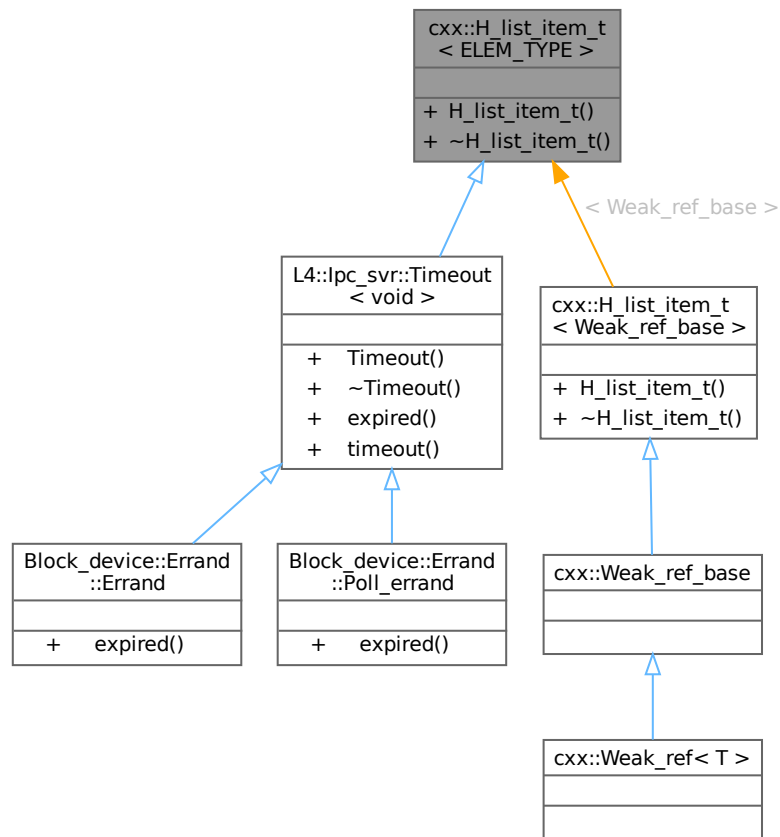 cxx::H_list_item_t
< ELEM_TYPE >
+ H_list_item_t()
+ ~H_list_item_t()
< Weak_ref_base >
L4::Ipc_svr::Timeout
< void >
+ Timeout()
+ ~Timeout()
+ expired()
+ timeout()
cxx::H_list_item_t
< Weak_ref_base >
+ H_list_item_t()
+ ~H_list_item_t()
Block_device::Errand
::Errand
+ expired()
Block_device::Errand
::Poll_errand
+ expired()
cxx::Weak_ref_base
cxx::Weak_ref< T >